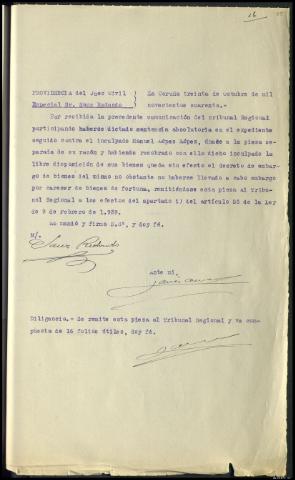 16
PROVIDENCIA del Juez Civil La Coruña treinta de octubre de mil
Especial Sr. Sanz Redondo novecientos cuarenta.-
Por recibida la precedente comunicación del Tribunal Regional
participando haberse dictado sentencia absolutoria en el expediente
seguido contra el inculpado Manuel López López, únase a la pieza se-
parada de su razón y habiendo recobrado con ella dicho inculpado la
libre disposición de sus bienes queda sin efecto el decreto de embar-
go de bienes del mismo no obstante no haberse llevado a cabo embargo
por carecer de bienes de fortuna, remitiéndose esta pieza al Tribu-
nal Regional a los efectos del apartado i) del artículo 55 de la Ley
de 9 de febrero de 1.939.
Lo mandó y firma S.Sª, y doy fé.
M/.
Sanz Redondo
ante mi.
Diligencia.- Se remite esta pieza al Tribunal Regional y va com-
puesta de 16 folios útiles, doy fé.